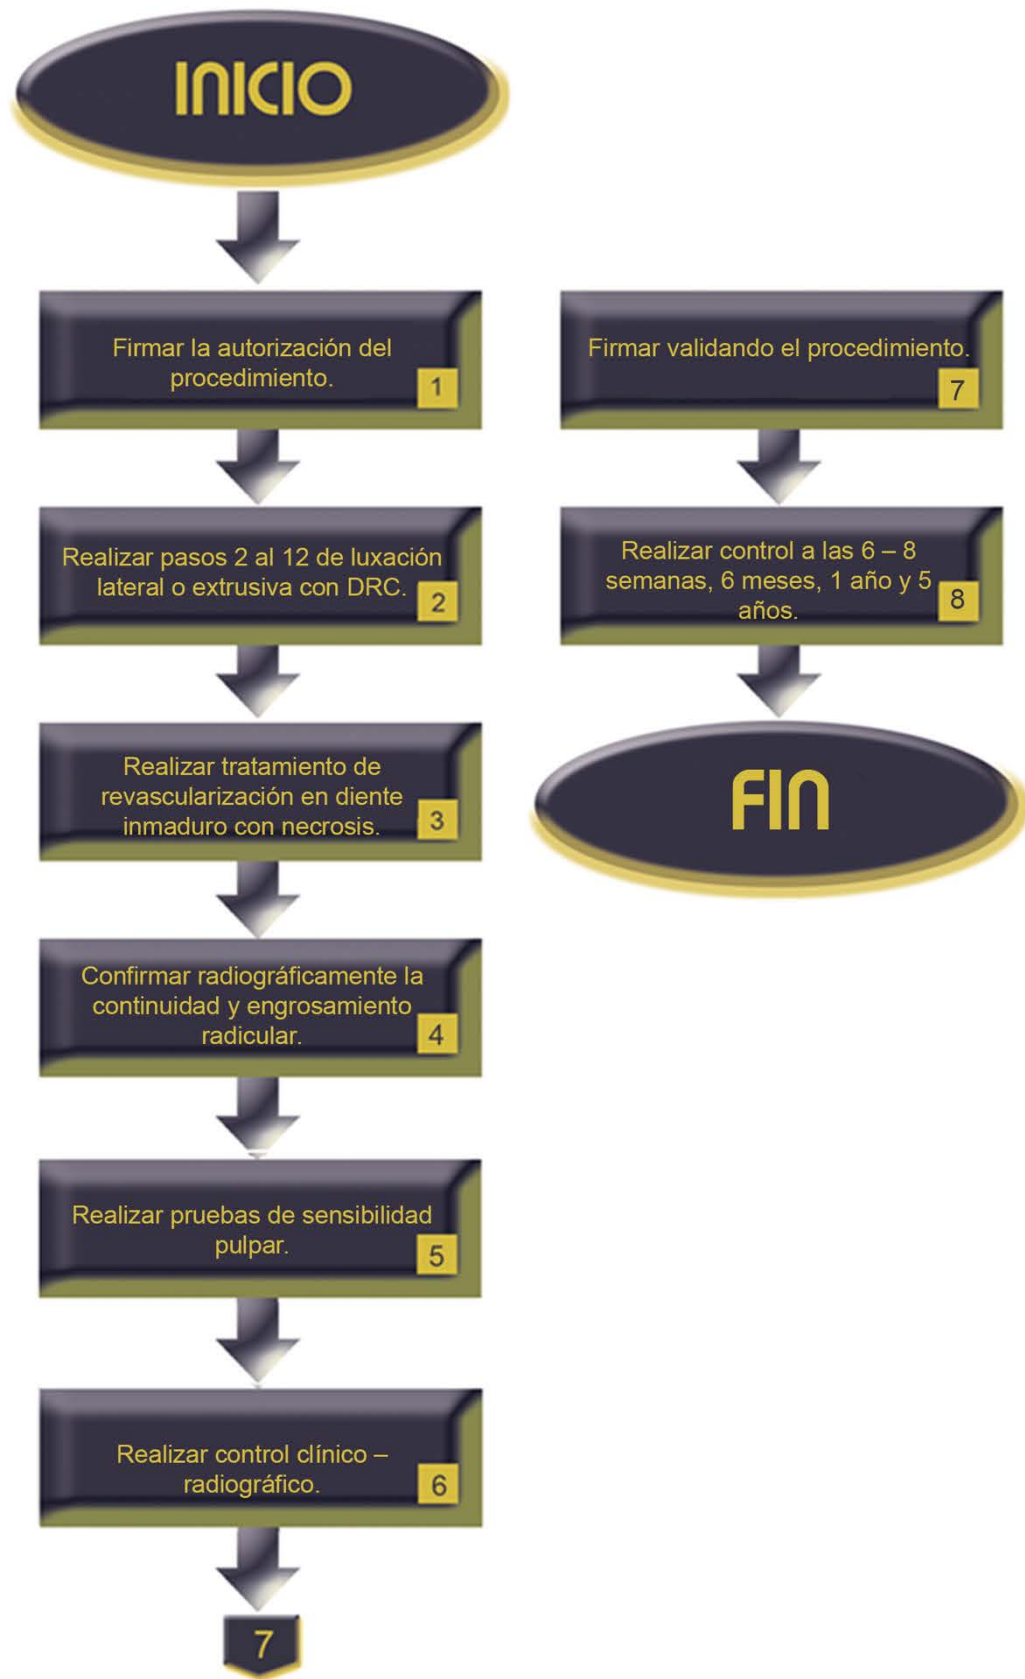 INICIO
Firmar la autorización del
procedimiento.
1
Realizar pasos 2 al 12 de luxación
lateral o extrusiva con DRC.
2
Realizar tratamiento de
revascularización en diente
inmaduro con necrosis.
3
Confirmar radiográficamente la
continuidad y engrosamiento
radicular.
4
Realizar pruebas de sensibilidad
pulpar.
5
Realizar control clínico –
radiográfico.
6
7
Firmar validando el procedimiento.
7
Realizar control a las 6 – 8
semanas, 6 meses, 1 año y 5
años.
8
FIN